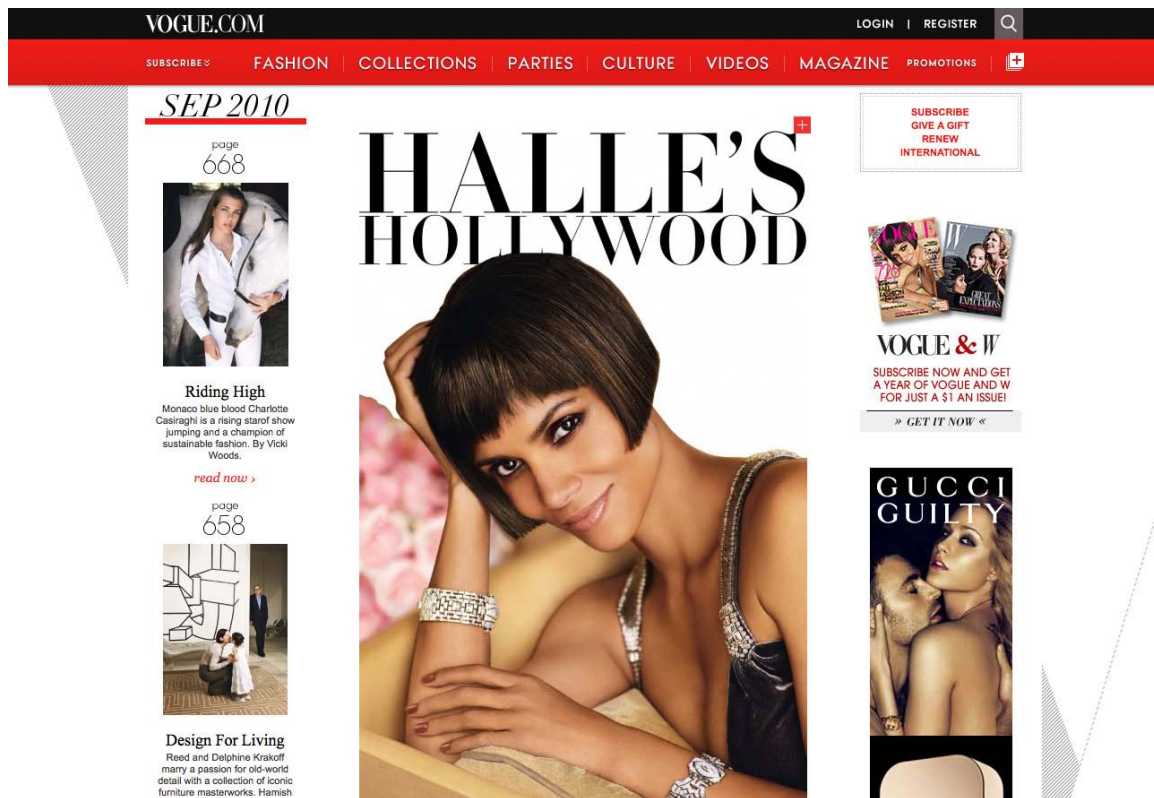 VOGUE.COM
LOGIN | REGISTER
SUBSCRIBE
FASHION | COLLECTIONS | PARTIES | CULTURE | VIDEOS | MAGAZINE PROMOTIONS
SEP 2010
page
668
Riding High
Monaco blue blood Charlotte
Casiraghi is a rising starof show
jumping and a champion of
sustainable fashion. By Vicki
Woods.
read now ›
page
658
Design For Living
Reed and Delphine Krakoff
marry a passion for old-world
detail with a collection of iconic
furniture masterworks. Hamish
HALLE'S
HOLLYWOOD
SUBSCRIBE
GIVE A GIFT
RENEW
INTERNATIONAL
VOGUE
W
FASHION
GREAT
EXPECTATIONS
VOGUE & W
SUBSCRIBE NOW AND GET
A YEAR OF VOGUE AND W
FOR JUST A $1 AN ISSUE!
» GET IT NOW «
GUCCI
GUILTY